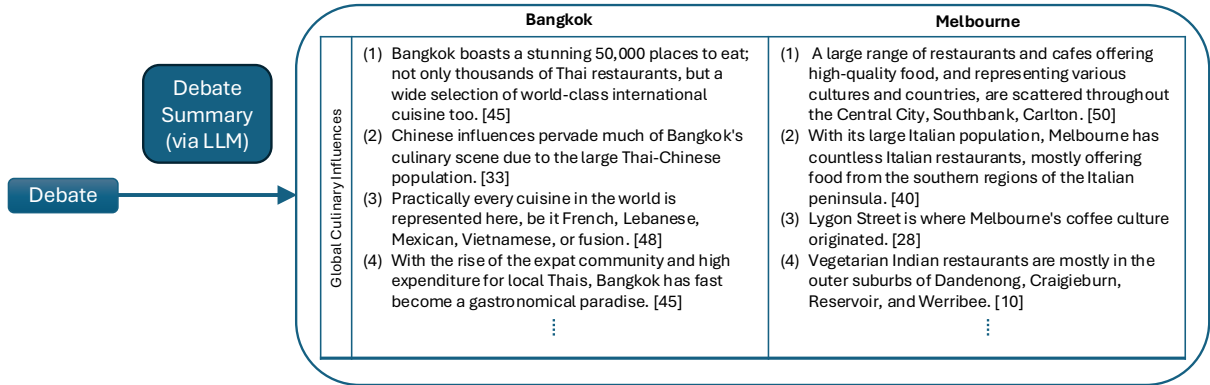 Bangkok
Melbourne
Debate
Summary
(via LLM)
Debate
Global Culinary Influences
(1) Bangkok boasts a stunning 50,000 places to eat;
not only thousands of Thai restaurants, but a
wide selection of world-class international
cuisine too. [45]
(2) Chinese influences pervade much of Bangkok's
culinary scene due to the large Thai-Chinese
population. [33]
(3) Practically every cuisine in the world is
represented here, be it French, Lebanese,
Mexican, Vietnamese, or fusion. [48]
(4) With the rise of the expat community and high
expenditure for local Thais, Bangkok has fast
become a gastronomical paradise. [45]
(1) A large range of restaurants and cafes offering
high-quality food, and representing various
cultures and countries, are scattered throughout
the Central City, Southbank, Carlton. [50]
(2) With its large Italian population, Melbourne has
countless Italian restaurants, mostly offering
food from the southern regions of the Italian
peninsula. [40]
(3) Lygon Street is where Melbourne's coffee culture
originated. [28]
(4) Vegetarian Indian restaurants are mostly in the
outer suburbs of Dandenong, Craigieburn,
Reservoir, and Werribee. [10]